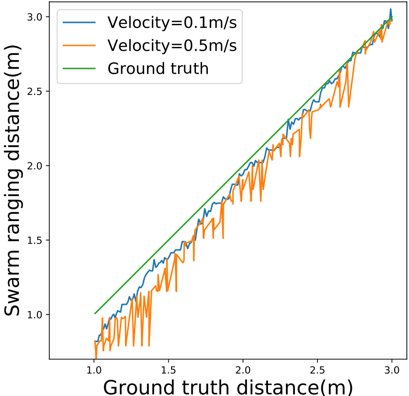 Velocity=0.1m/s
Velocity=0.5m/s
Ground truth
Swarm ranging distance(m)
3.0
2.5
2.0
1.5
1.0
1.0 1.5 2.0 2.5 3.0
Ground truth distance(m)